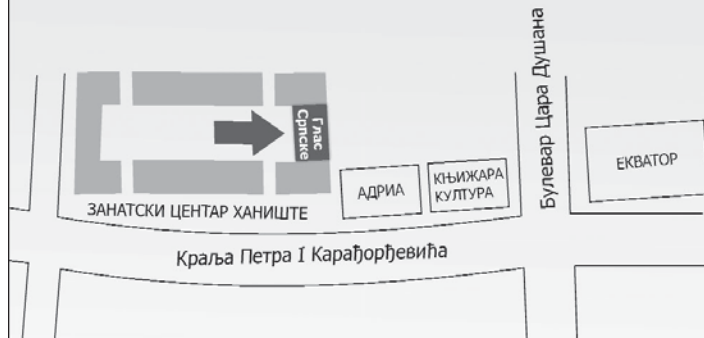 Булевар Цара Душана
Глас
Српске
ЕКВАТОР
АДРИА
КЊИЖАРА
КУЛТУРА
ЗАНАТСКИ ЦЕНТАР ХАНИШТЕ
Краља Петра I Карађорђевића